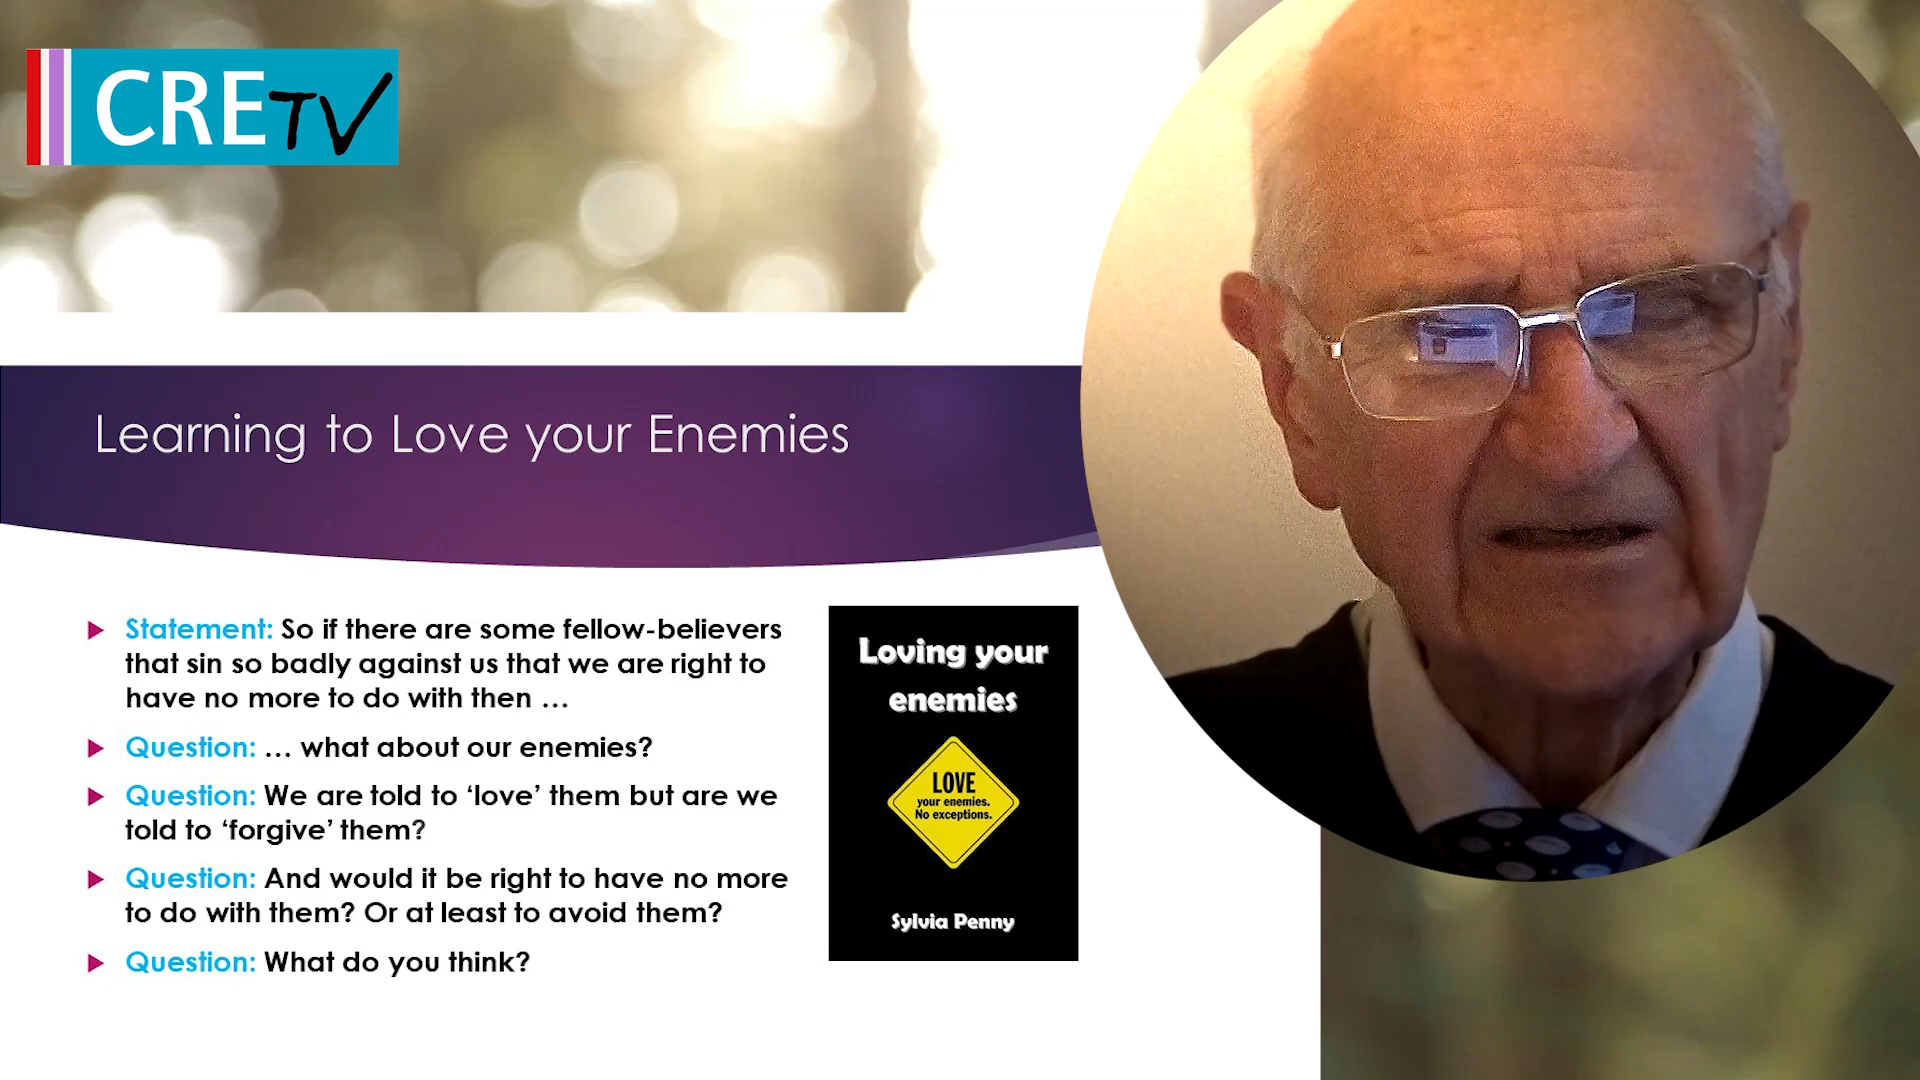 CRETV
Learning to Love your Enemies
Statement: So if there are some fellow-believers
that sin so badly against us that we are right to
have no more to do with then …
Question: … what about our enemies?
Question: We are told to ‘love’ them but are we
told to ‘forgive’ them?
Question: And would it be right to have no more
to do with them? Or at least to avoid them?
Question: What do you think?
Loving your
enemies
LOVE
your enemies.
No exceptions.
Sylvia Penny